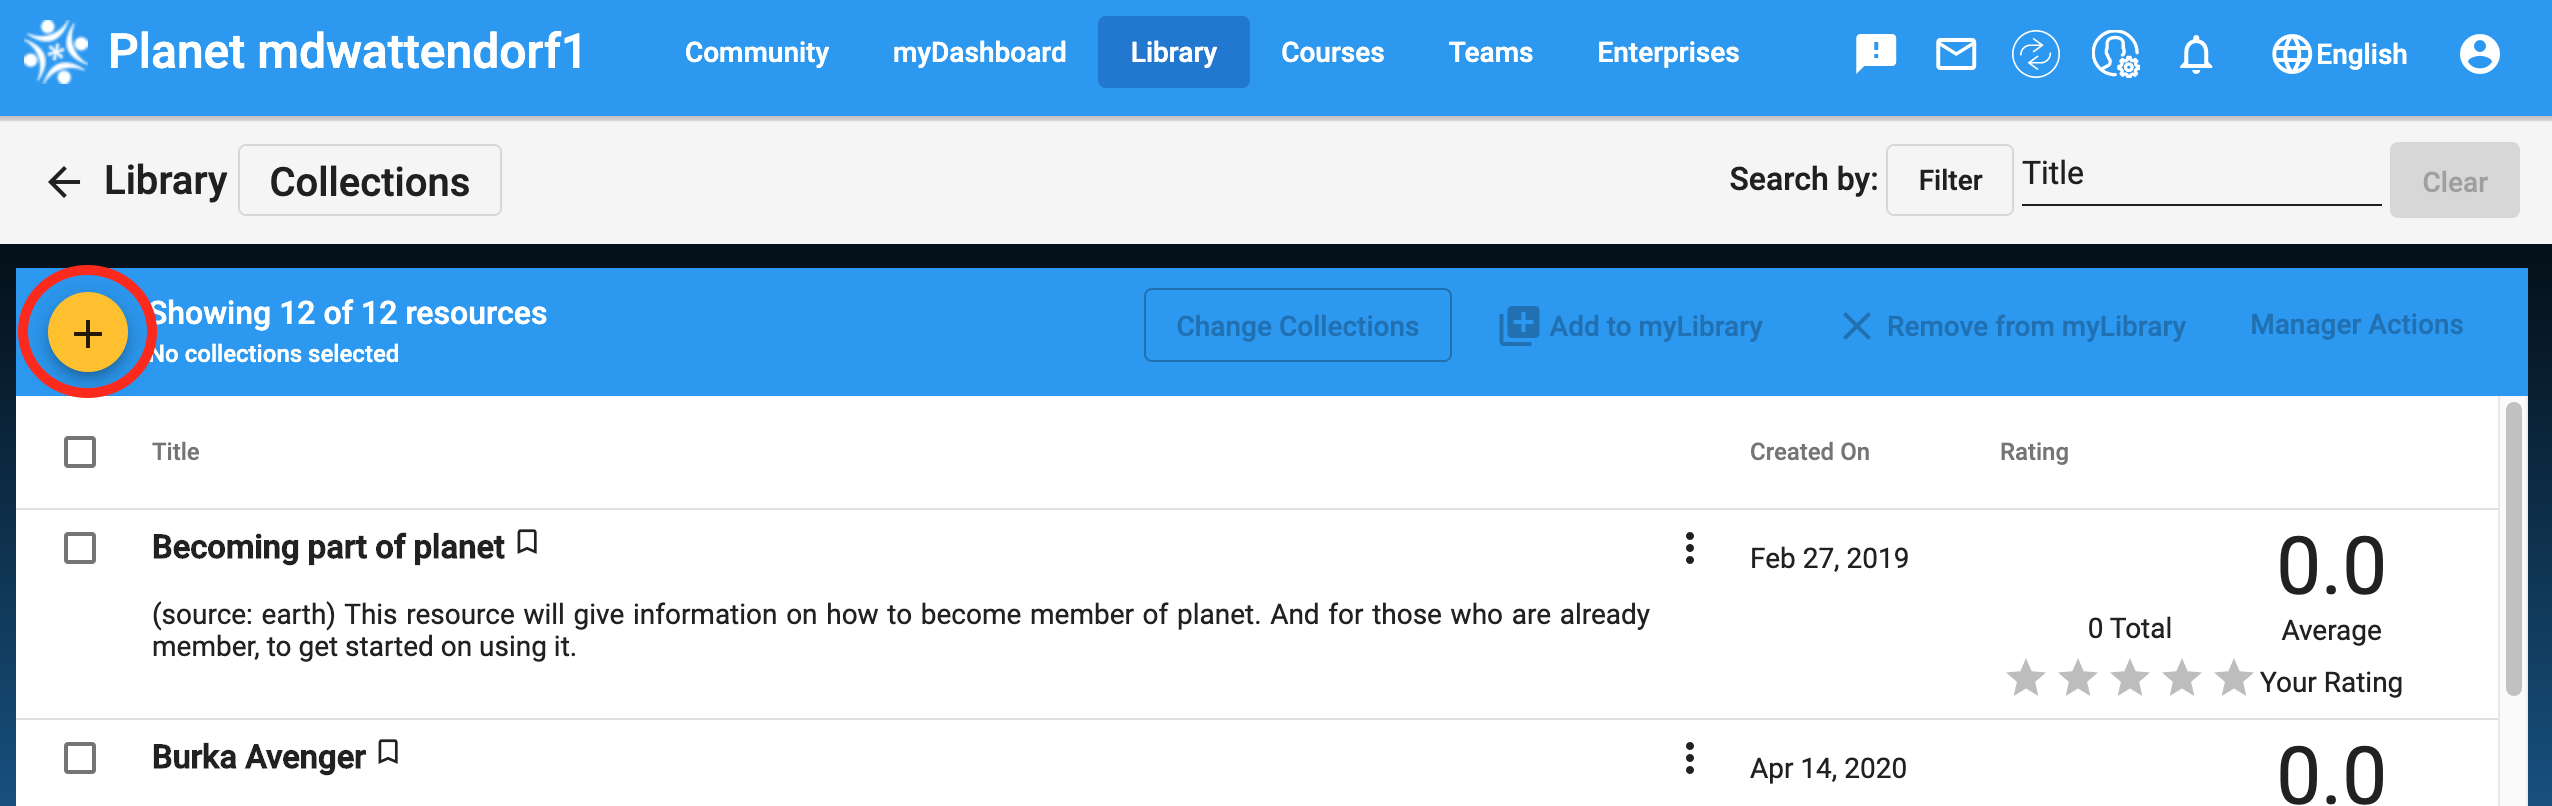 Planet mdwattendorf1 Community myDashboard Library Courses Teams Enterprises English
Library Collections Search by: Filter Title Clear
Showing 12 of 12 resources
No collections selected
Change Collections Add to myLibrary Remove from myLibrary Manager Actions
Title Created On Rating
Becoming part of planet Feb 27, 2019 0.0
(source: earth) This resource will give information on how to become member of planet. And for those who are already
member, to get started on using it.
0 Total Average
Your Rating
Burka Avenger Apr 14, 2020 0.0